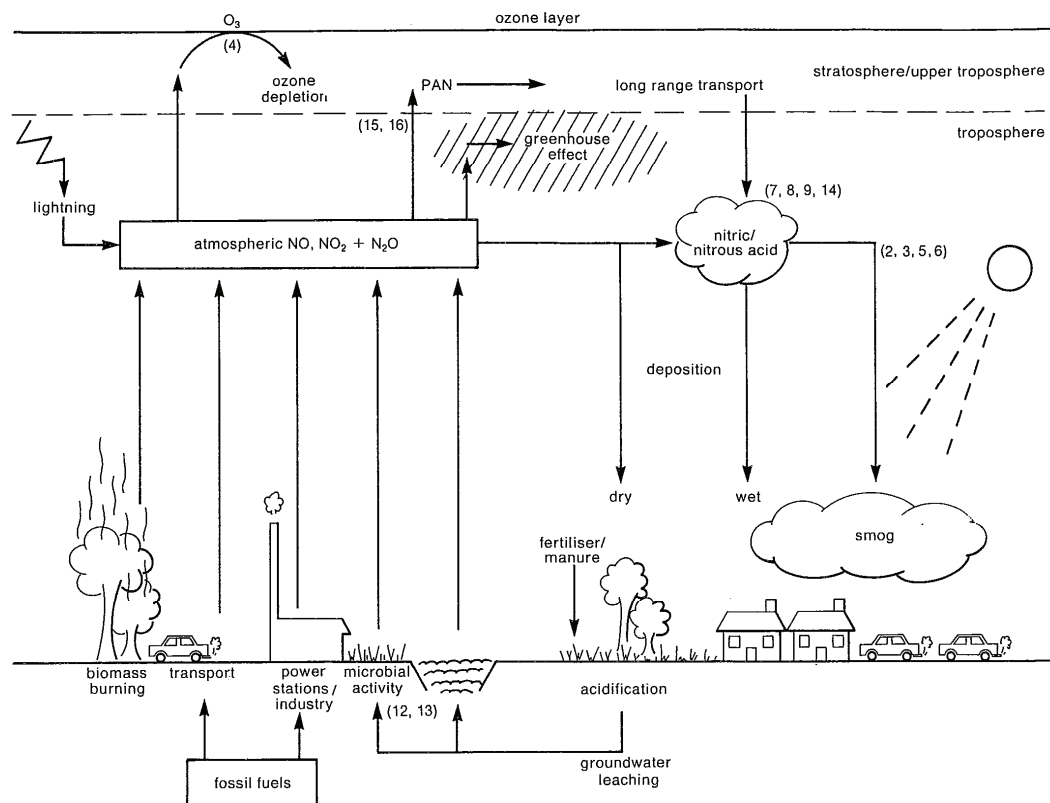 ozone layer
O₃
(4)
ozone
depletion
PAN
long range transport
stratosphere/upper troposphere
(15, 16)
greenhouse
effect
troposphere
lightning
(7, 8, 9, 14)
atmospheric NO, NO₂ + N₂O
nitric/
nitrous acid
(2, 3, 5, 6)
deposition
dry
wet
smog
fertiliser/
manure
biomass
burning
transport
power
stations/
industry
microbial
activity
(12, 13)
acidification
groundwater
leaching
fossil fuels